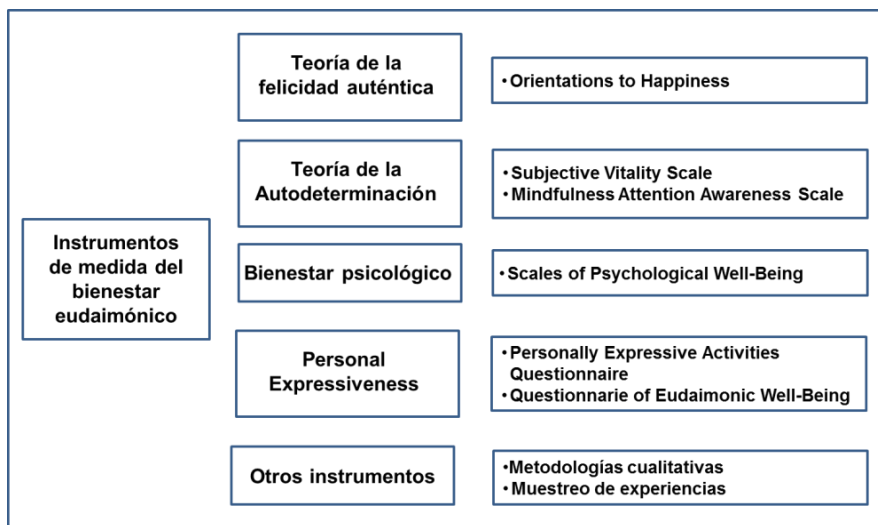 Teoría de la
felicidad auténtica
• Orientations to Happiness
Teoría de la
Autodeterminación
• Subjective Vitality Scale
• Mindfulness Attention Awareness Scale
Instrumentos
de medida del
bienestar
eudaimónico
Bienestar psicológico
• Scales of Psychological Well-Being
Personal
Expressiveness
• Personally Expressive Activities
Questionnaire
• Questionnarie of Eudaimonic Well-Being
Otros instrumentos
• Metodologías cualitativas
• Muestreo de experiencias